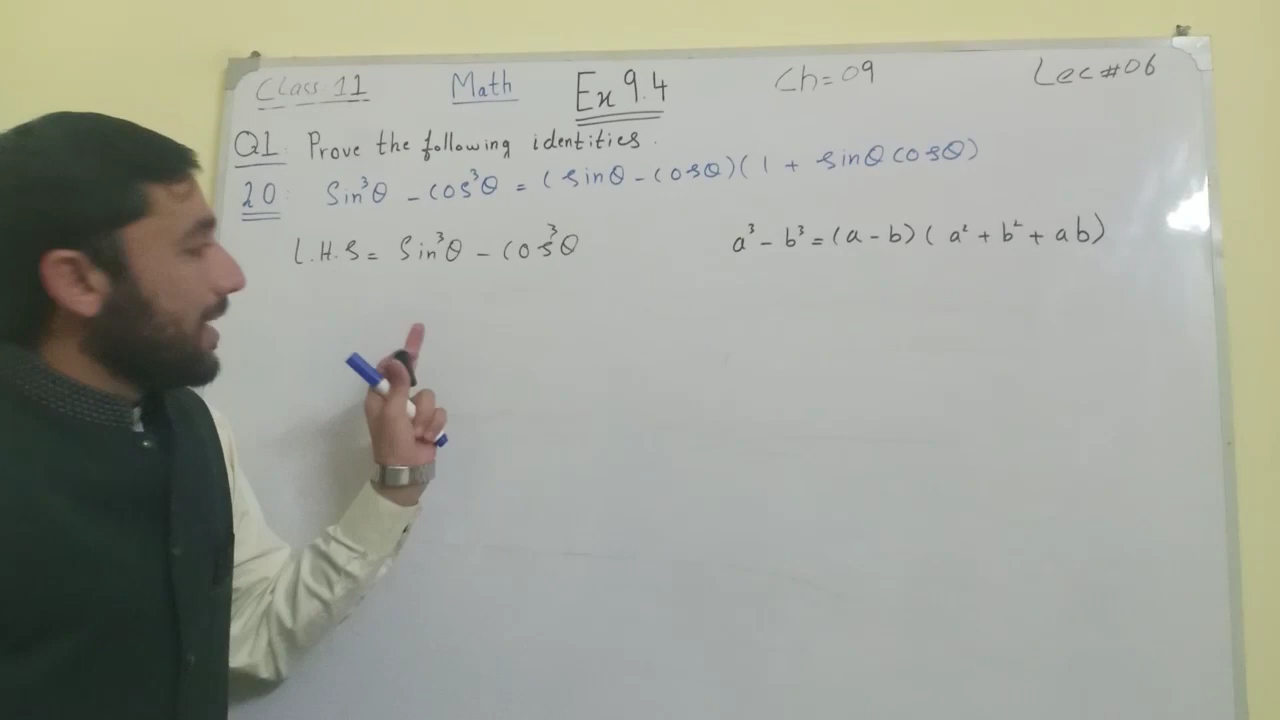 Class 11 Math Ex 9.4 Ch=09 Lec#06
Q1: Prove the following identities.
20: Sin³θ - cos³θ = (sinθ - cosθ)(1 + sinθ cosθ)
L.H.S = Sin³θ - cos³θ a³ - b³ = (a - b)(a² + b² + ab)